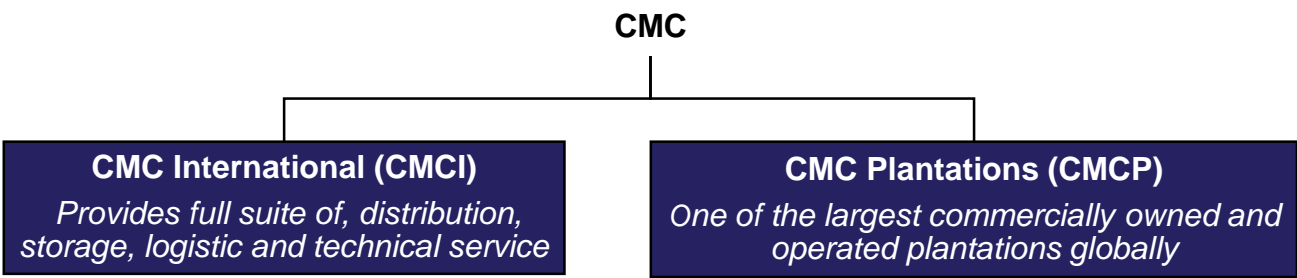 CMC
CMC International (CMCI)
Provides full suite of, distribution,
storage, logistic and technical service
CMC Plantations (CMCP)
One of the largest commercially owned and
operated plantations globally